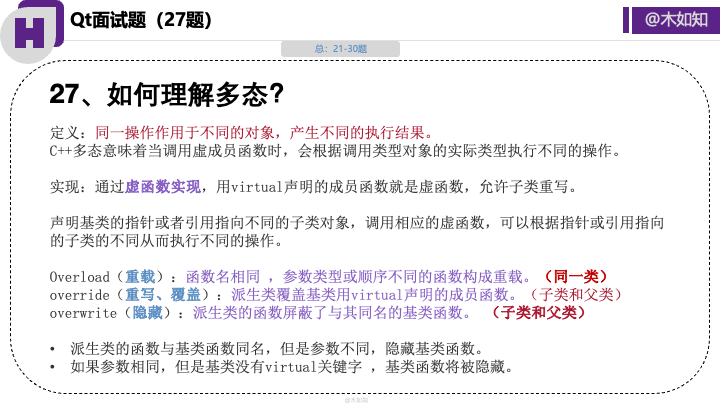 H
Qt面试题（27题）
@木如知
总：21-30题
27、如何理解多态？
定义：同一操作作用于不同的对象，产生不同的执行结果。
C++多态意味着当调用虚成员函数时，会根据调用类型对象的实际类型执行不同的操作。
实现：通过虚函数实现，用virtual声明的成员函数就是虚函数，允许子类重写。
声明基类的指针或者引用指向不同的子类对象，调用相应的虚函数，可以根据指针或引用指向
的子类的不同从而执行不同的操作。
Overload（重载）：函数名相同 ，参数类型或顺序不同的函数构成重载。（同一类）
override（重写、覆盖）：派生类覆盖基类用virtual声明的成员函数。（子类和父类）
overwrite（隐藏）：派生类的函数屏蔽了与其同名的基类函数。 （子类和父类）
• 派生类的函数与基类函数同名，但是参数不同，隐藏基类函数。
• 如果参数相同，但是基类没有virtual关键字 ，基类函数将被隐藏。
@木如知